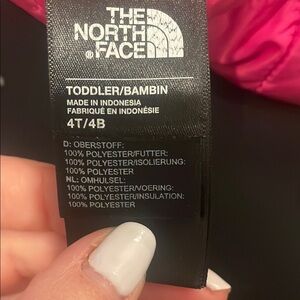 THE
NORTH
FACE
®
TODDLER/BAMBIN
MADE IN INDONESIA
FABRIQUÉ EN INDONÉSIE
4T/4B
D: OBERSTOFF:
100% POLYESTER/FUTTER:
100% POLYESTER/ISOLIERUNG:
100% POLYESTER
NL: OMHULSEL:
100% POLYESTER/VOERING:
100% POLYESTER/INSULATION:
100% POLYESTER